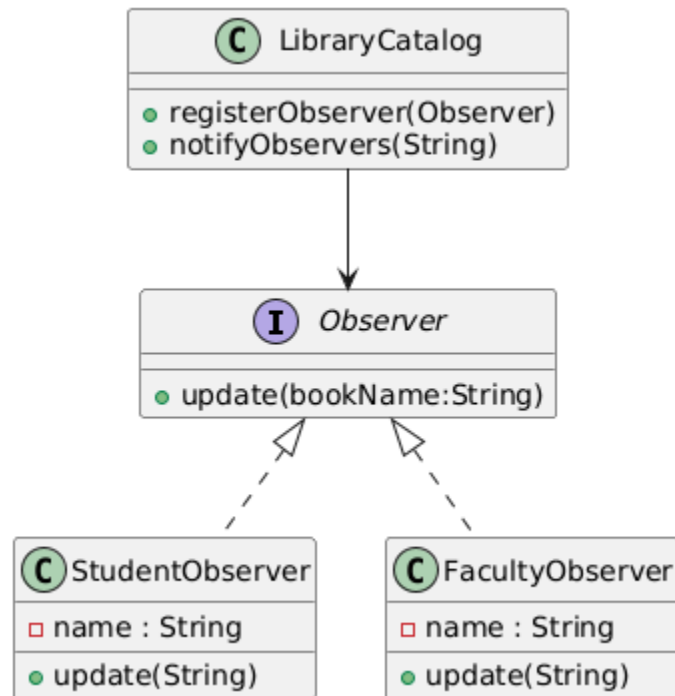 C LibraryCatalog
registerObserver(Observer)
notifyObservers(String)
I Observer
update(bookName:String)
C StudentObserver
name : String
update(String)
C FacultyObserver
name : String
update(String)